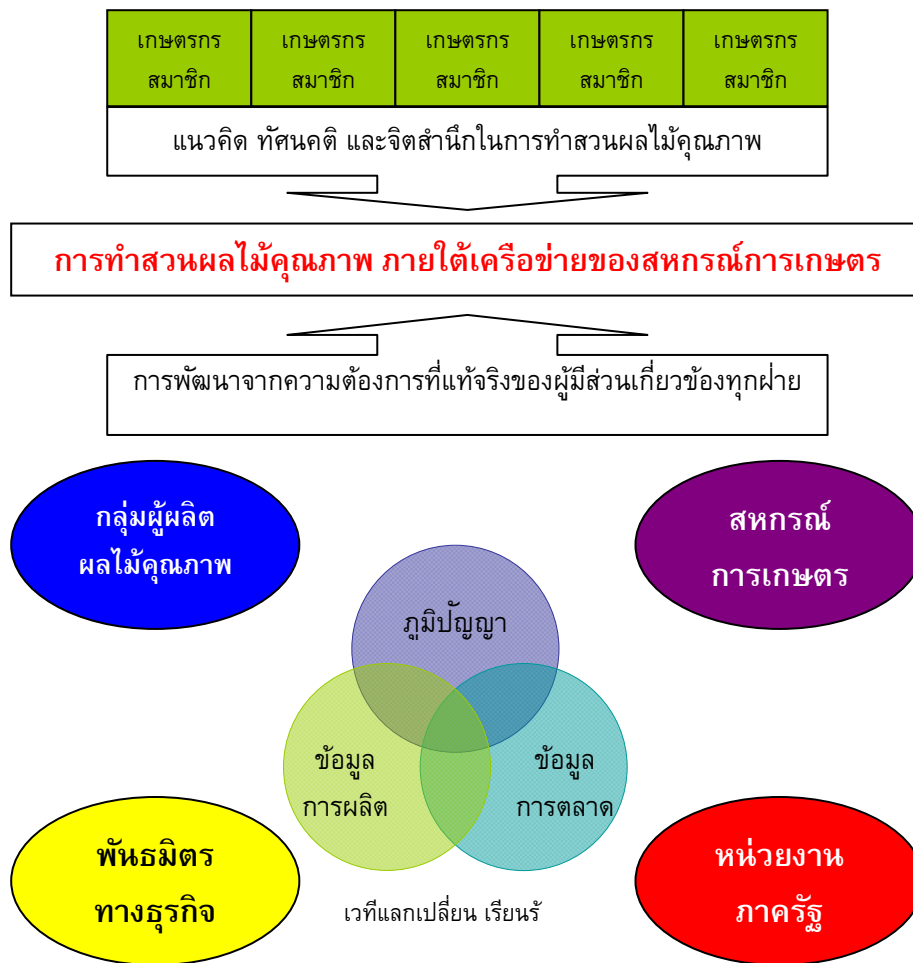 เกษตรกร เกษตรกร เกษตรกร เกษตรกร เกษตรกร
สมาชิก สมาชิก สมาชิก สมาชิก สมาชิก
แนวคิด ทัศนคติ และจิตสำนึกในการทำสวนผลไม้คุณภาพ
การทำสวนผลไม้คุณภาพ ภายใต้เครือข่ายของสหกรณ์การเกษตร
การพัฒนาจากความต้องการที่แท้จริงของผู้มีส่วนเกี่ยวข้องทุกฝ่าย
กลุ่มผู้ผลิต
ผลไม้คุณภาพ
สหกรณ์
การเกษตร
ภูมิปัญญา
ข้อมูล
การผลิต
ข้อมูล
การตลาด
พันธมิตร
ทางธุรกิจ
หน่วยงาน
ภาครัฐ
เวทีแลกเปลี่ยน เรียนร้